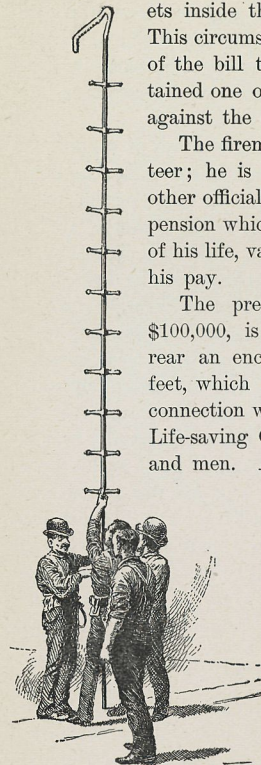 ets inside th
This circums
of the bill t
tained one o
against the
The firem
teer; he is
other official
pension whic
of his life, va
his pay.
The pre
$100,000, is
rear an enc
feet, which
connection w
Life-saving
and men.